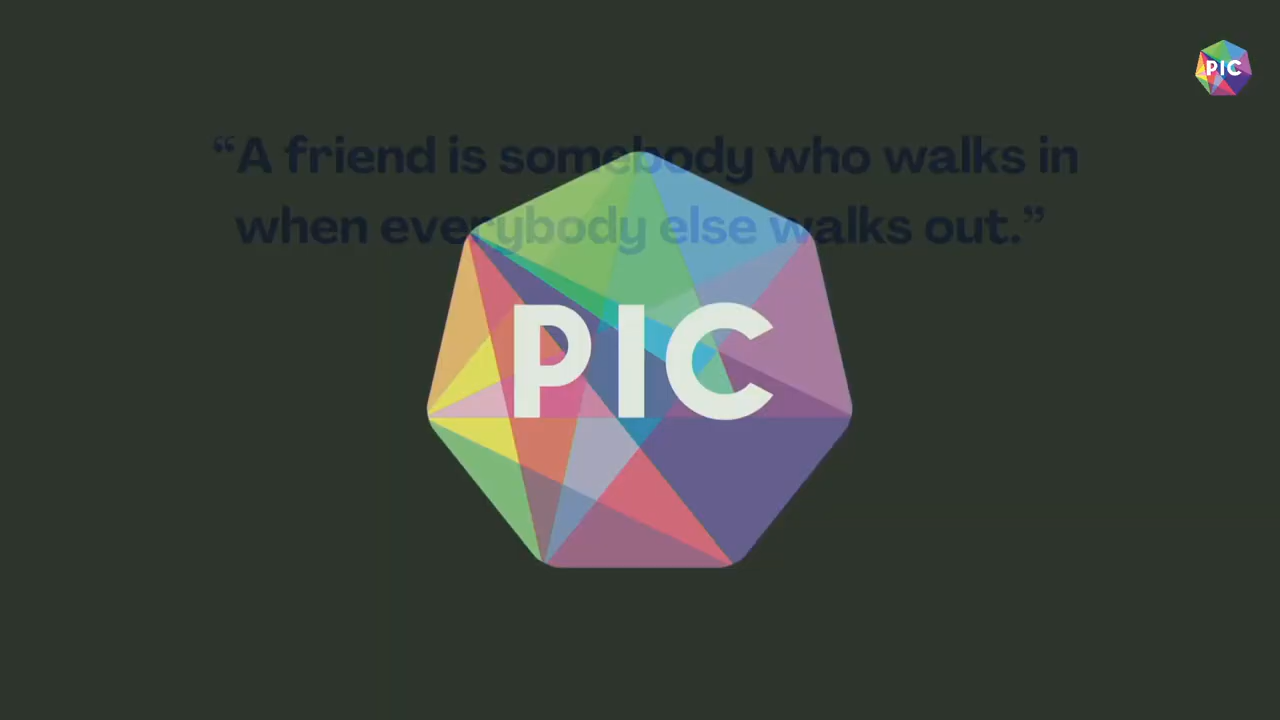 PIC
“A friend is somebody who walks in
when everybody else walks out.”
PIC